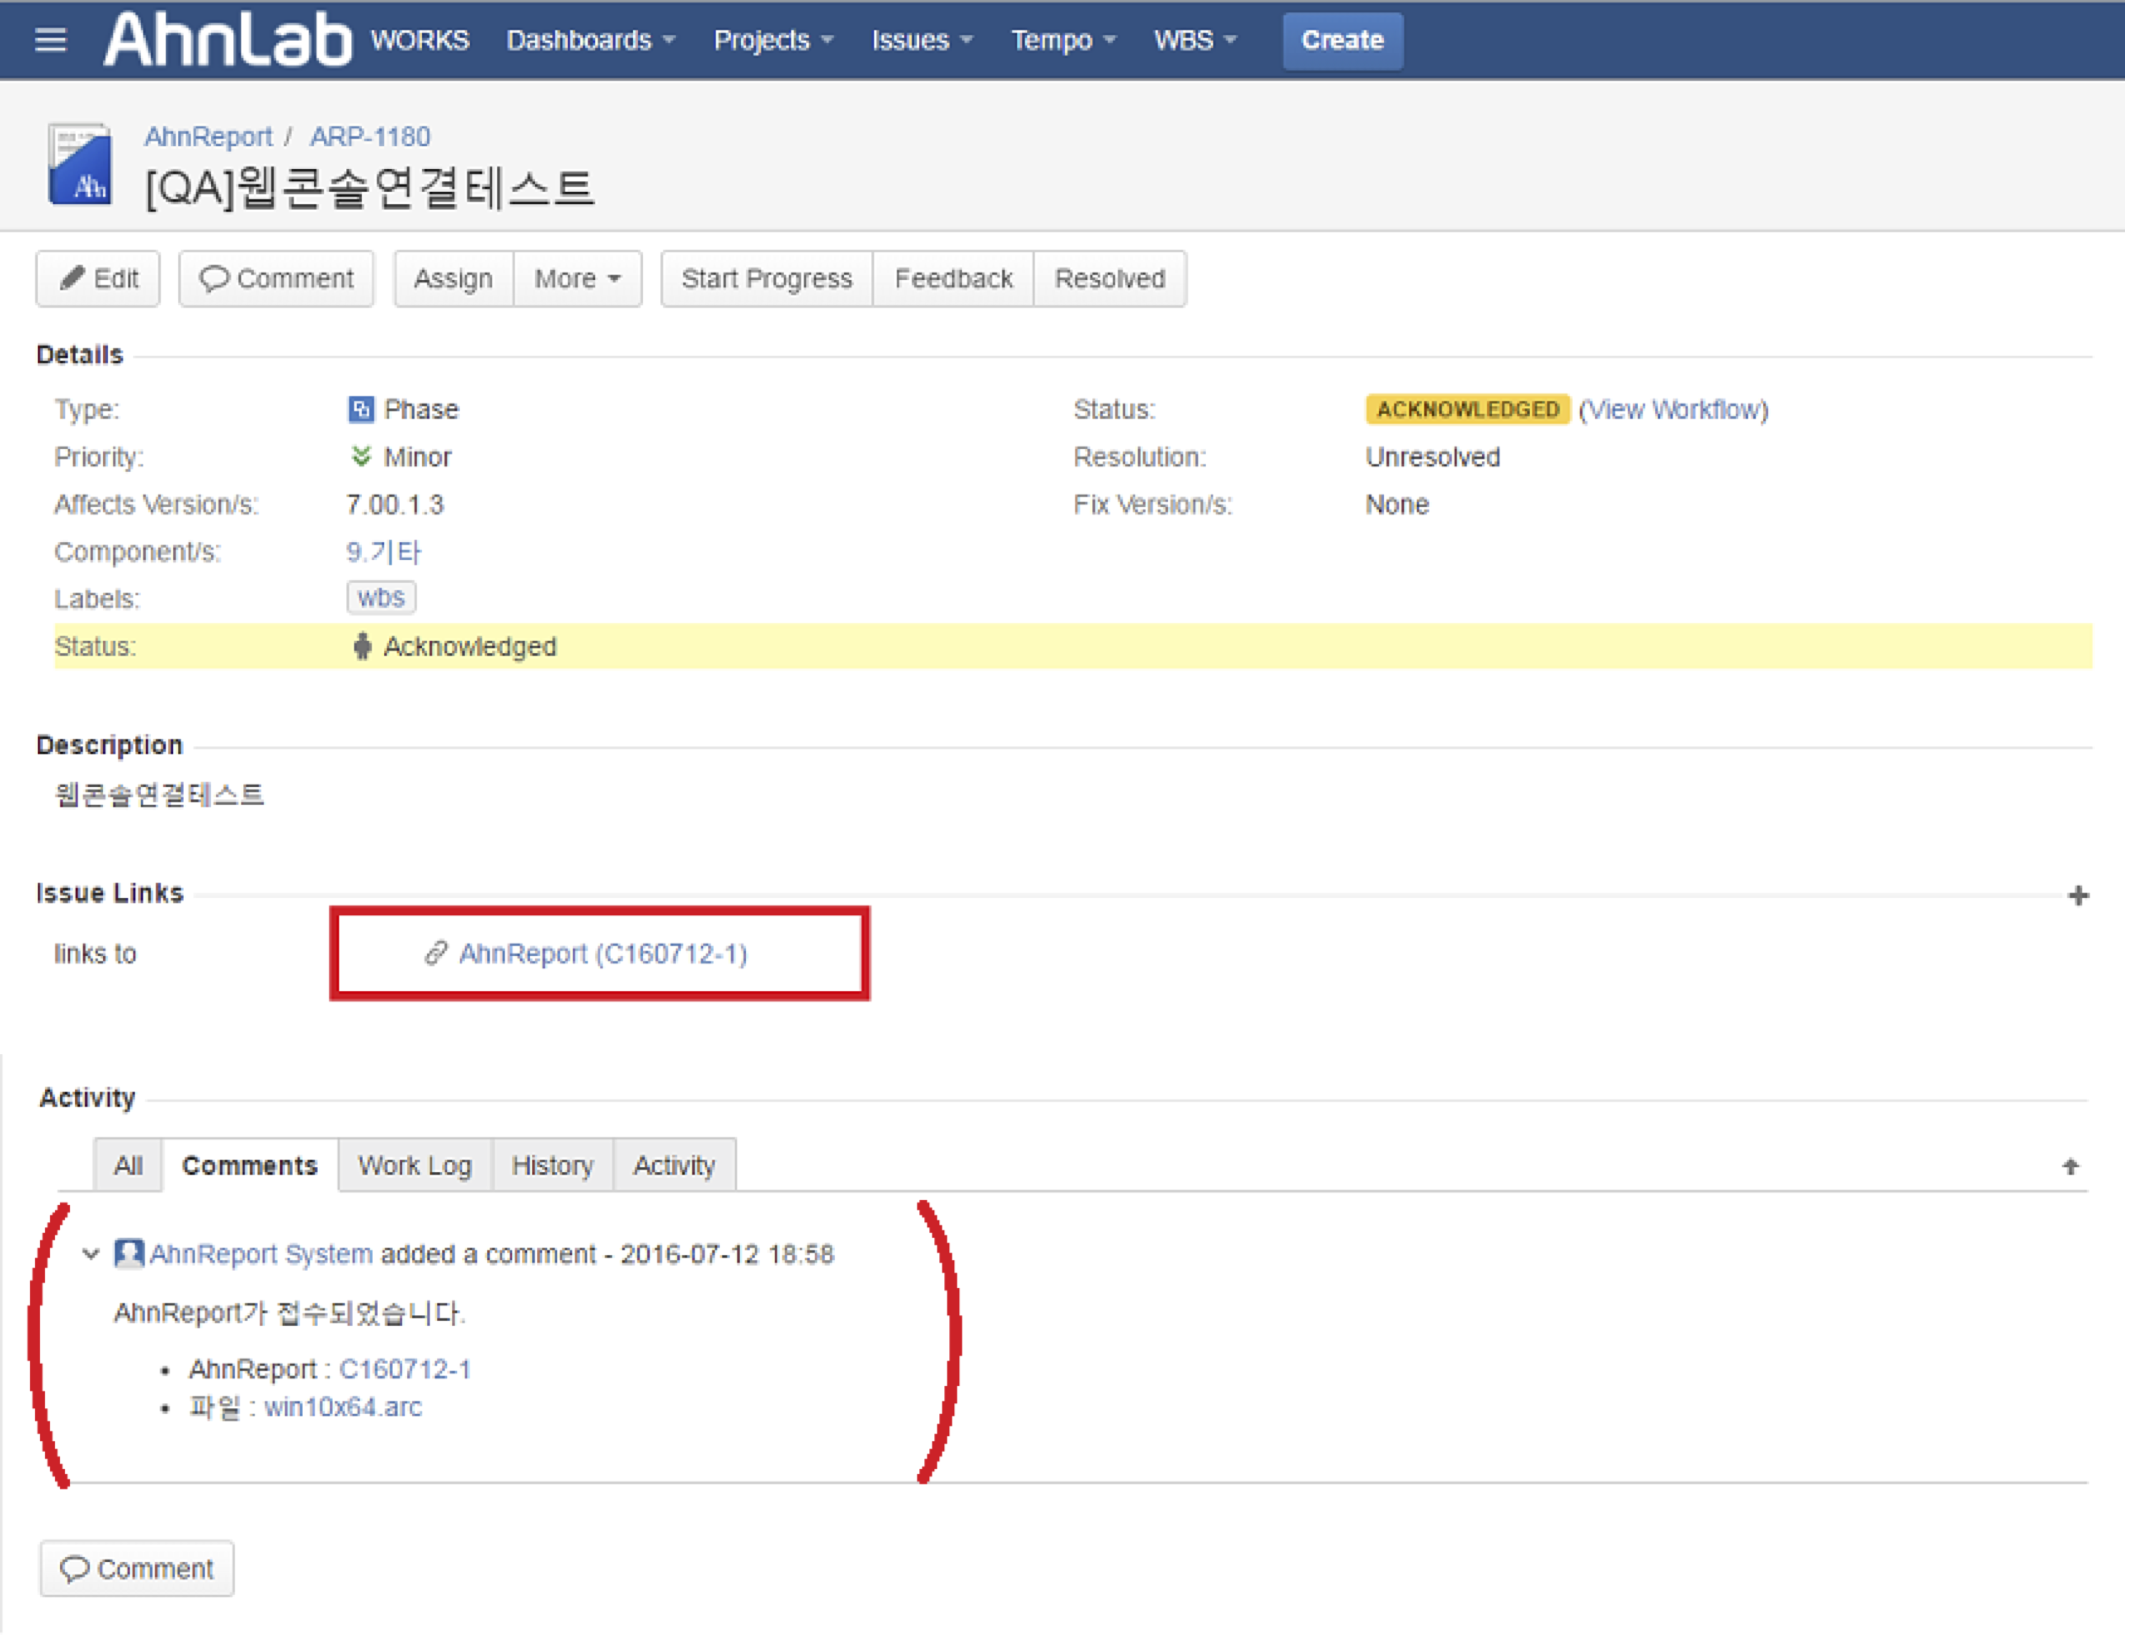 AhnLab WORKS Dashboards Projects Issues Tempo WBS Create
AhnReport / ARP-1180
[QA]웹콘솔연결테스트
Edit Comment Assign More Start Progress Feedback Resolved
Details
Type: Phase Status: ACKNOWLEDGED (View Workflow)
Priority: Minor Resolution: Unresolved
Affects Version/s: 7.00.1.3 Fix Version/s: None
Component/s: 9.기타
Labels: wbs
Status: Acknowledged
Description
웹콘솔연결테스트
Issue Links
links to AhnReport (C160712-1)
Activity
All Comments Work Log History Activity
AhnReport System added a comment - 2016-07-12 18:58
AhnReport가 접수되었습니다.
• AhnReport : C160712-1
• 파일 : win10x64.arc
Comment